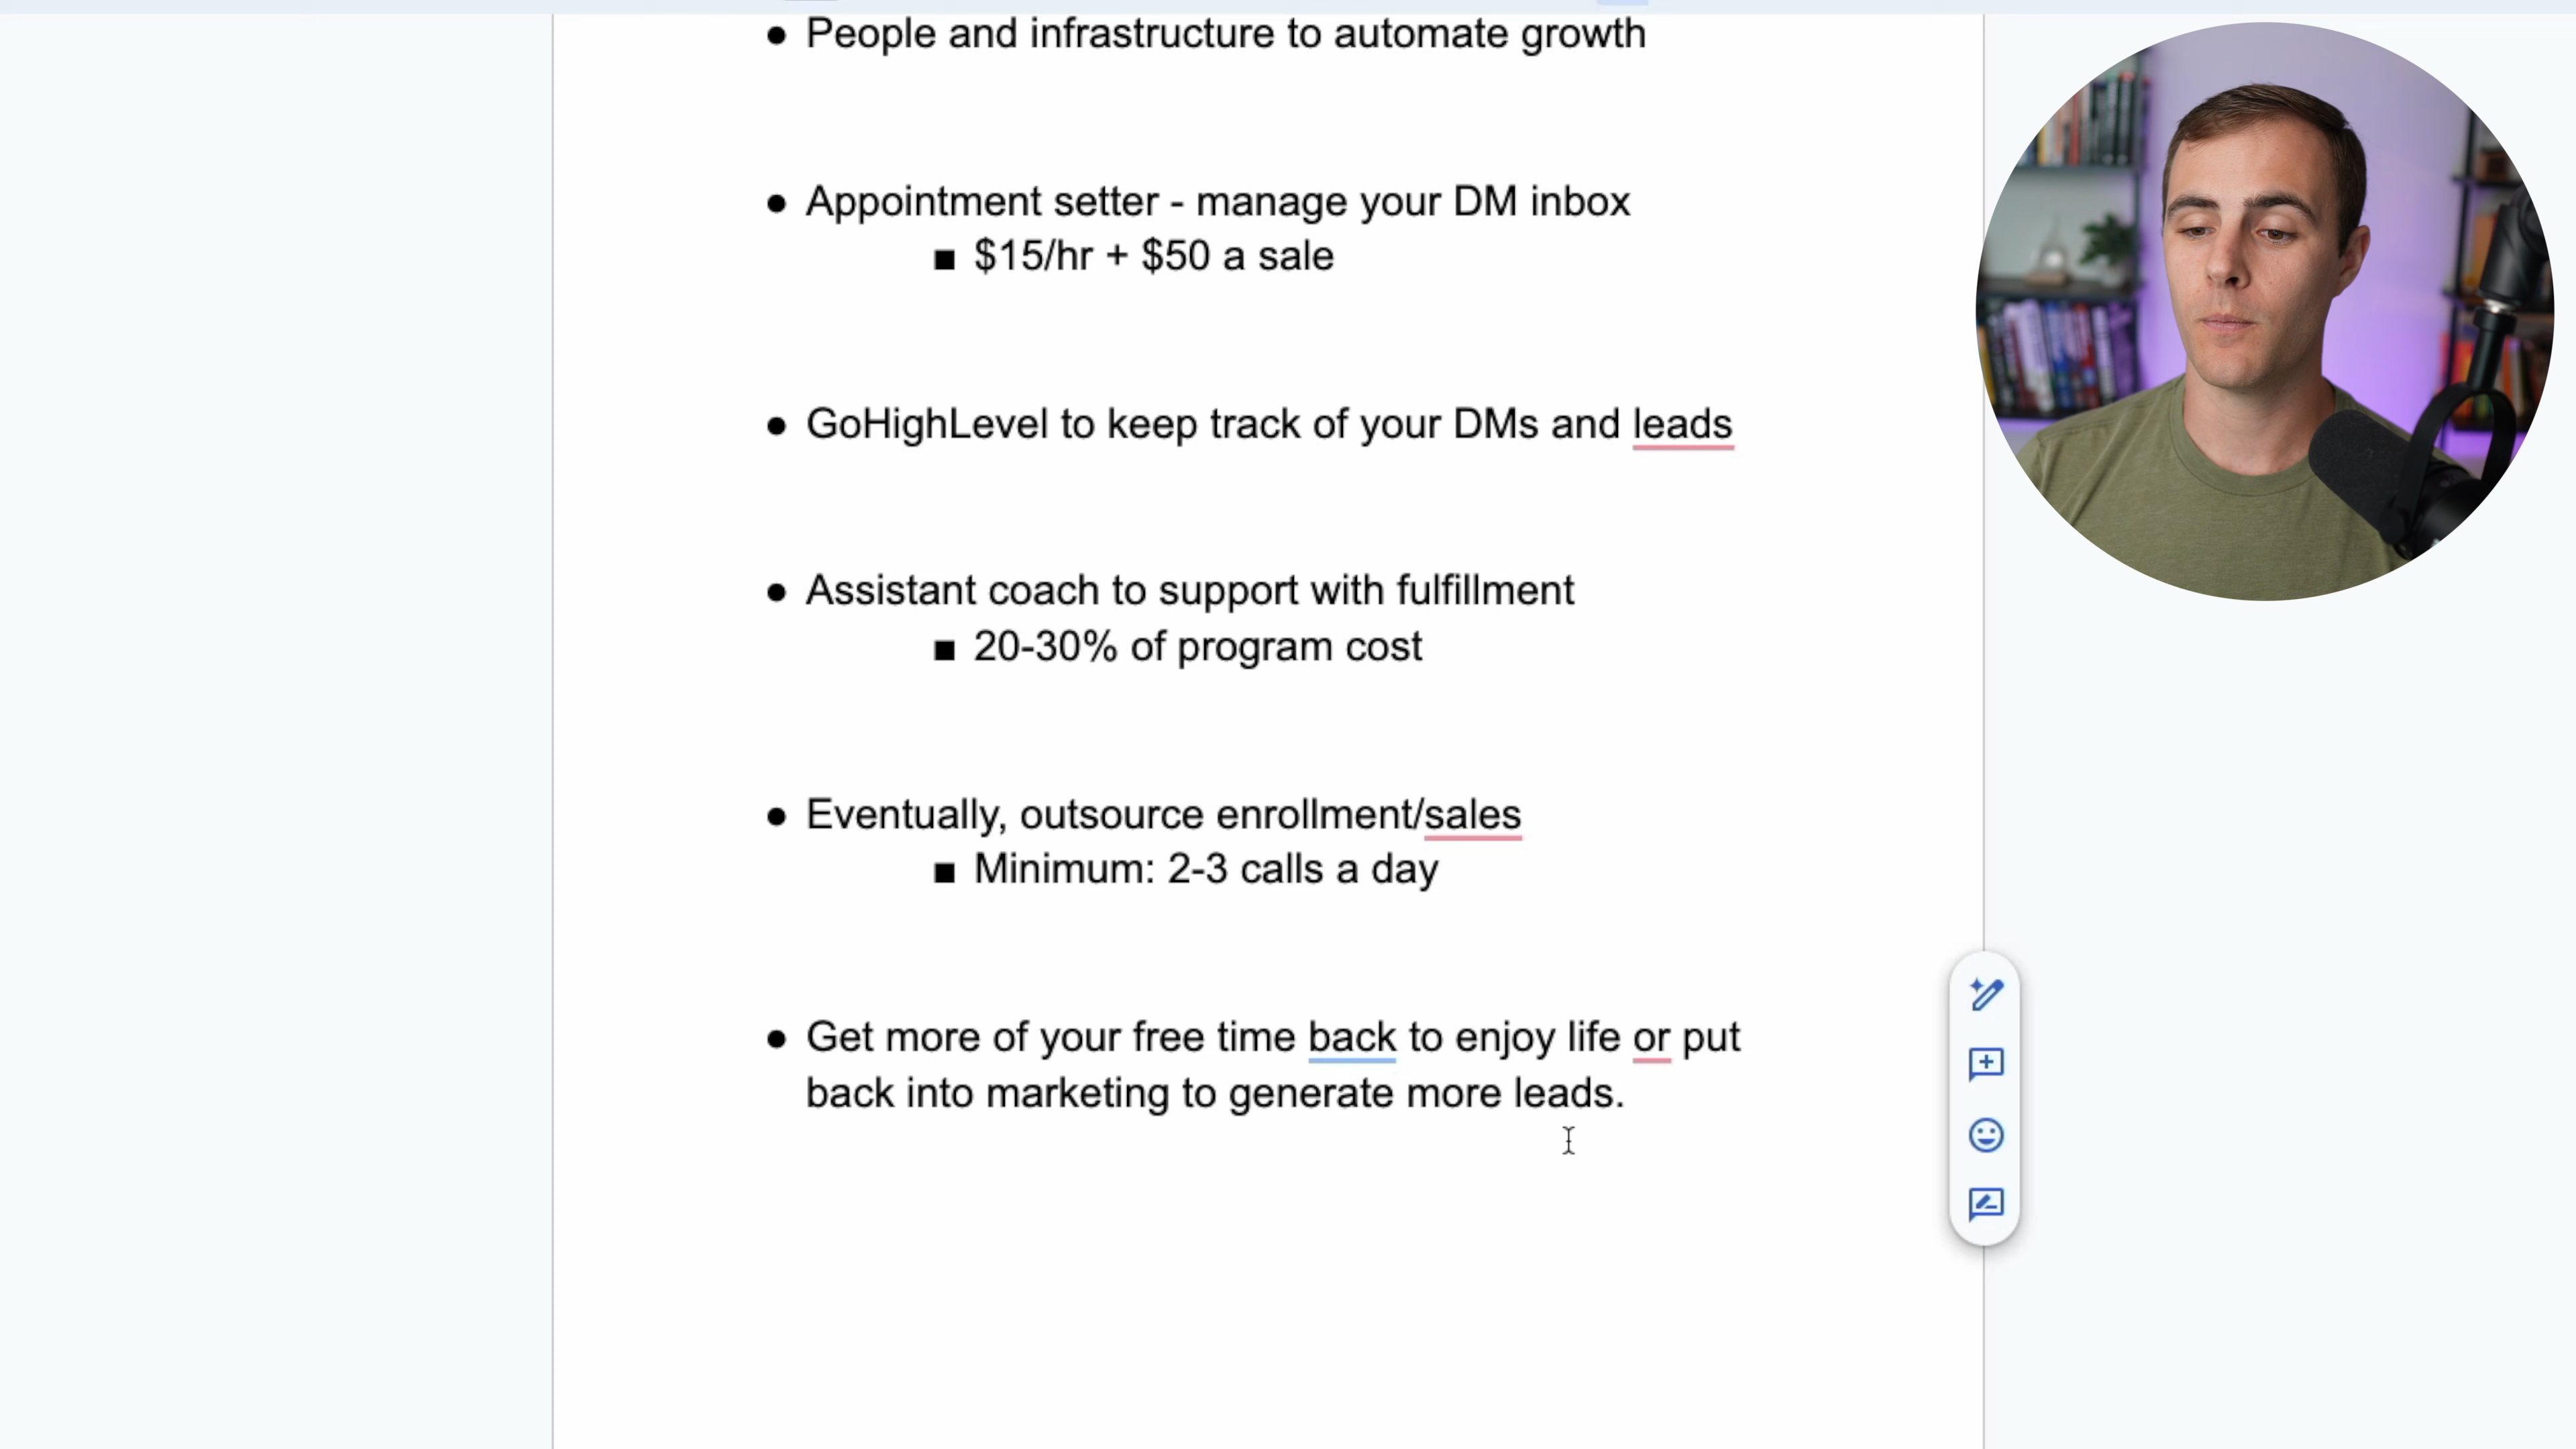 People and infrastructure to automate growth
Appointment setter - manage your DM inbox
$15/hr + $50 a sale
GoHighLevel to keep track of your DMs and leads
Assistant coach to support with fulfillment
20-30% of program cost
Eventually, outsource enrollment/sales
Minimum: 2-3 calls a day
Get more of your free time back to enjoy life or put
back into marketing to generate more leads.